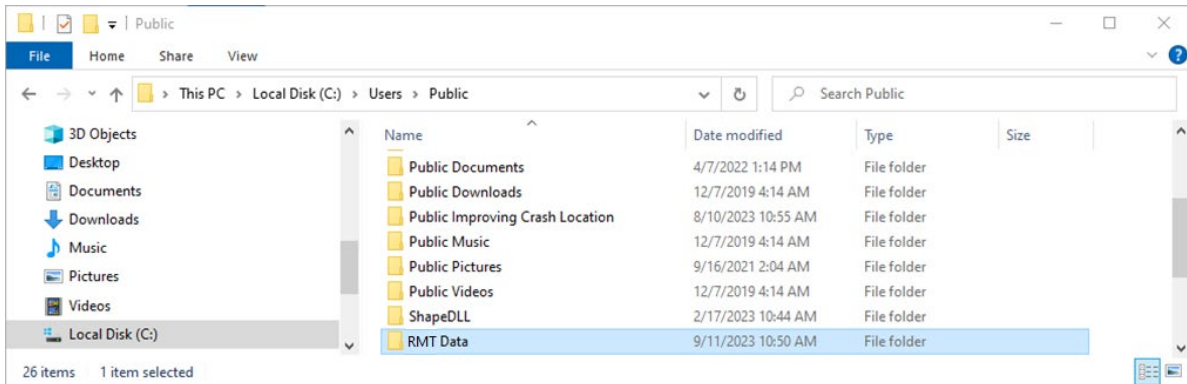 Public
File Home Share View
This PC > Local Disk (C:) > Users > Public
Search Public
3D Objects
Desktop
Documents
Downloads
Music
Pictures
Videos
Local Disk (C:)
Name Date modified Type Size
Public Documents 4/7/2022 1:14 PM File folder
Public Downloads 12/7/2019 4:14 AM File folder
Public Improving Crash Location 8/10/2023 10:55 AM File folder
Public Music 12/7/2019 4:14 AM File folder
Public Pictures 9/16/2021 2:04 AM File folder
Public Videos 12/7/2019 4:14 AM File folder
ShapeDLL 2/17/2023 10:44 AM File folder
RMT Data 9/11/2023 10:50 AM File folder
26 items 1 item selected